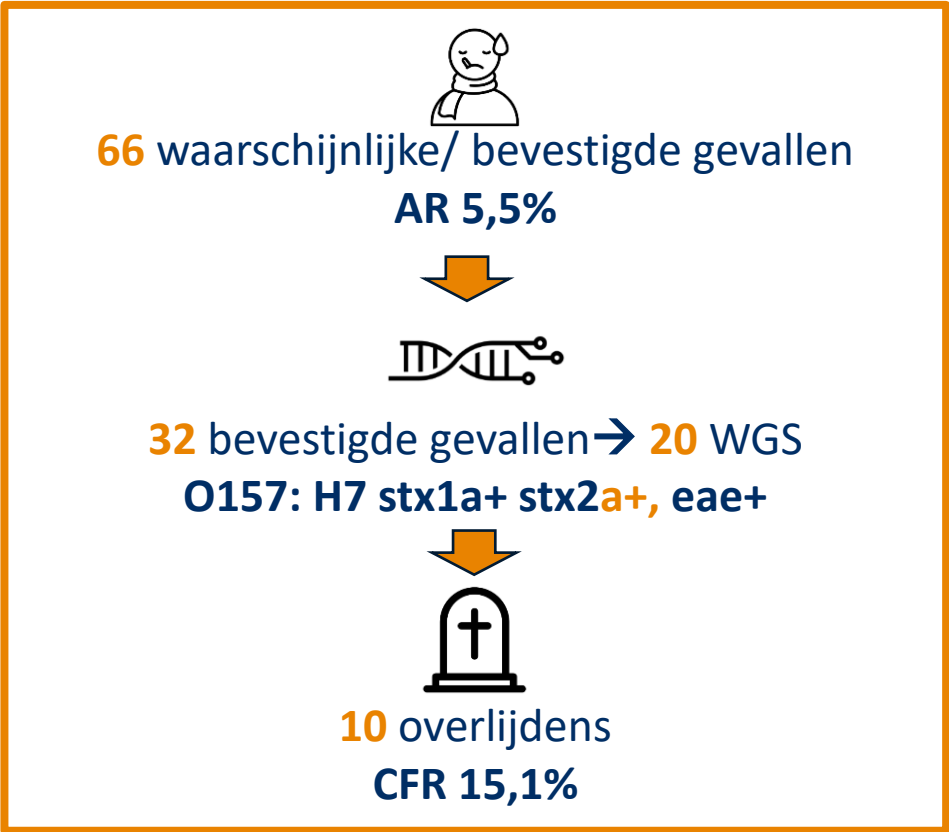 66 waarschijnlijke/ bevestigde gevallen
AR 5,5%
32 bevestigde gevallen→ 20 WGS
O157: H7 stx1a+ stx2a+, eae+
10 overlijdens
CFR 15,1%